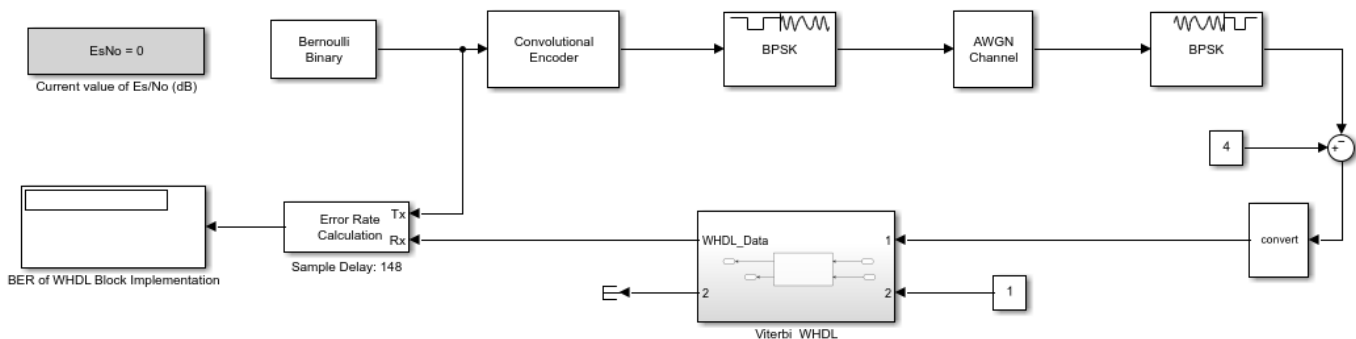 EsNo = 0
Current value of Es/No (dB)
Bernoulli
Binary
Convolutional
Encoder
BPSK
AWGN
Channel
BPSK
4
+
−
convert
1
2
WHDL_Data
2
Viterbi WHDL
1
Error Rate
Calculation
Tx
Rx
Sample Delay: 148
BER of WHDL Block Implementation